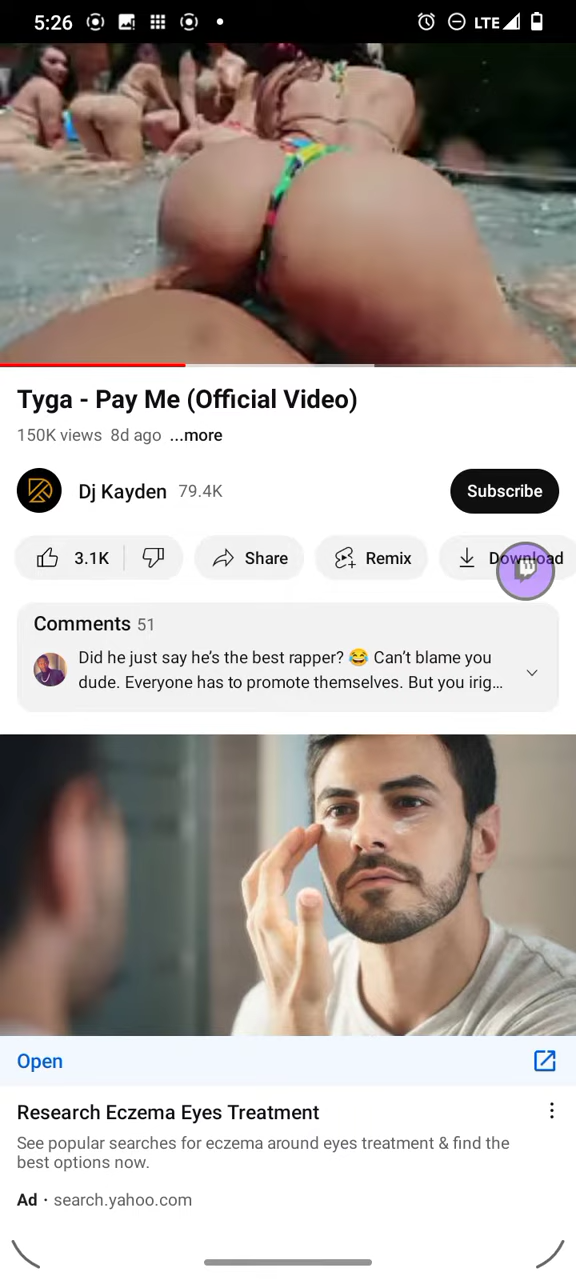 5:26 LTE
Tyga - Pay Me (Official Video)
150K views 8d ago ...more
Dj Kayden 79.4K Subscribe
3.1K Share Remix Download
Comments 51
Did he just say he's the best rapper? 😂 Can't blame you
dude. Everyone has to promote themselves. But you irig...
Open
Research Eczema Eyes Treatment
See popular searches for eczema around eyes treatment & find the
best options now.
Ad · search.yahoo.com